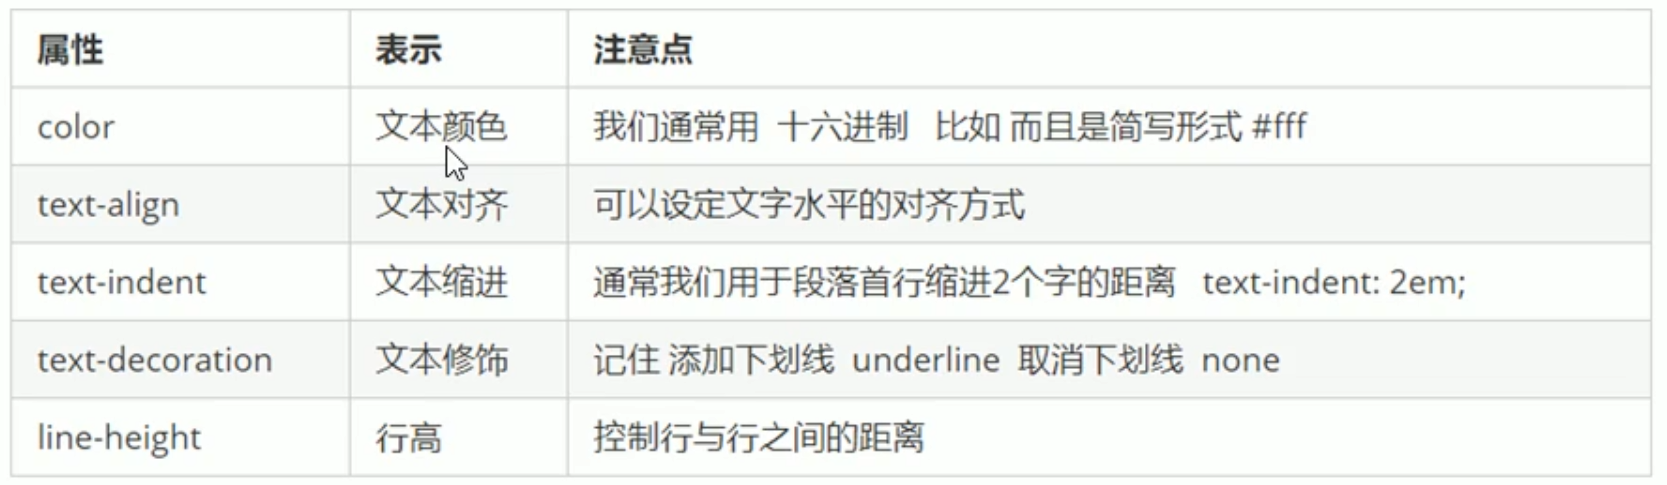 属性 表示 注意点
color 文本颜色 我们通常用 十六进制 比如 而且是简写形式 #fff
text-align 文本对齐 可以设定文字水平的对齐方式
text-indent 文本缩进 通常我们用于段落首行缩进2个字的距离 text-indent: 2em;
text-decoration 文本修饰 记住 添加下划线 underline 取消下划线 none
line-height 行高 控制行与行之间的距离